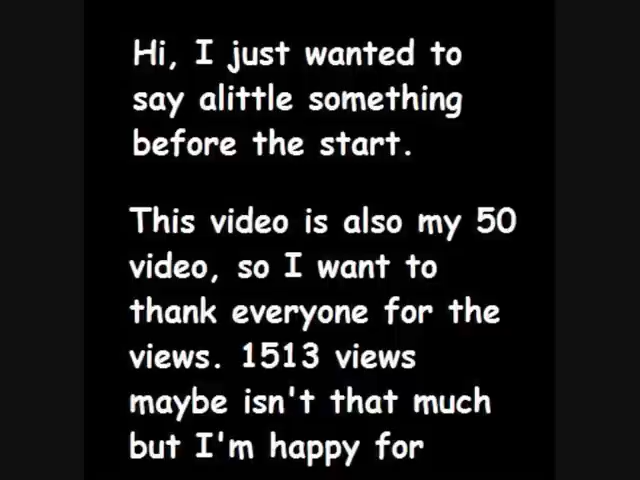 Hi, I just wanted to
say alittle something
before the start.
This video is also my 50
video, so I want to
thank everyone for the
views. 1513 views
maybe isn't that much
but I'm happy for